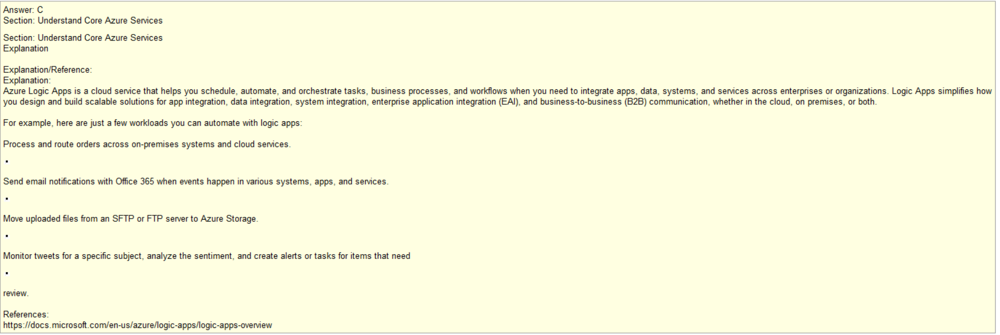 Answer: C
Section: Understand Core Azure Services
Section: Understand Core Azure Services
Explanation
Explanation/Reference:
Explanation:
Azure Logic Apps is a cloud service that helps you schedule, automate, and orchestrate tasks, business processes, and workflows when you need to integrate apps, data, systems, and services across enterprises or organizations. Logic Apps simplifies how
you design and build scalable solutions for app integration, data integration, system integration, enterprise application integration (EAI), and business-to-business (B2B) communication, whether in the cloud, on premises, or both.
For example, here are just a few workloads you can automate with logic apps:
Process and route orders across on-premises systems and cloud services.
▪
Send email notifications with Office 365 when events happen in various systems, apps, and services.
▪
Move uploaded files from an SFTP or FTP server to Azure Storage.
▪
Monitor tweets for a specific subject, analyze the sentiment, and create alerts or tasks for items that need
▪
review.
References:
https://docs.microsoft.com/en-us/azure/logic-apps/logic-apps-overview